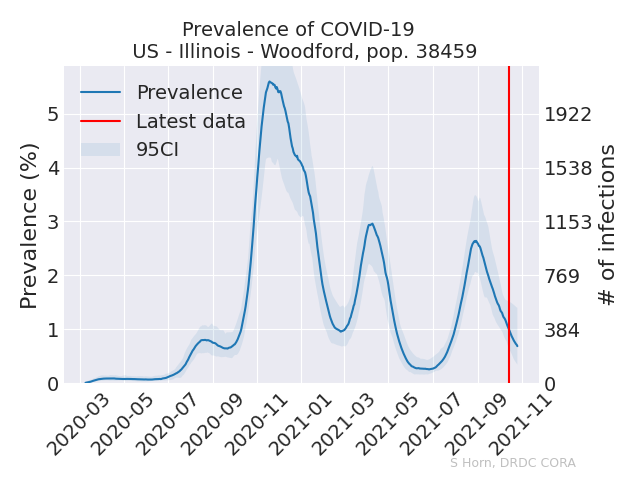 Prevalence of COVID-19
US - Illinois - Woodford, pop. 38459
Prevalence
Latest data
95CI
Prevalence (%)
5
4
3
2
1
0
1922
1538
1153
769
384
0
# of infections
2020-03
2020-05
2020-07
2020-09
2020-11
2021-01
2021-03
2021-05
2021-07
2021-09
2021-11
S Horn, DRDC CORA